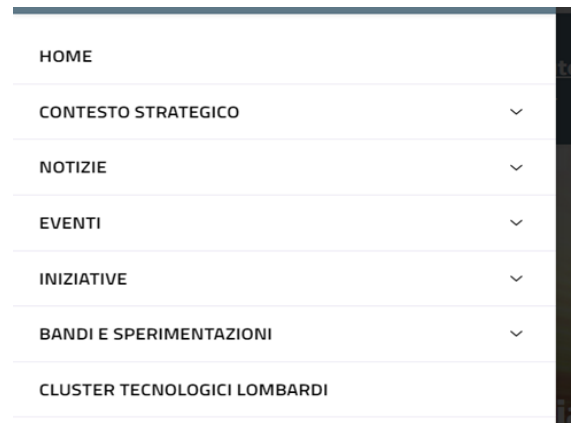 HOME
CONTESTO STRATEGICO
NOTIZIE
EVENTI
INIZIATIVE
BANDI E SPERIMENTAZIONI
CLUSTER TECNOLOGICI LOMBARDI